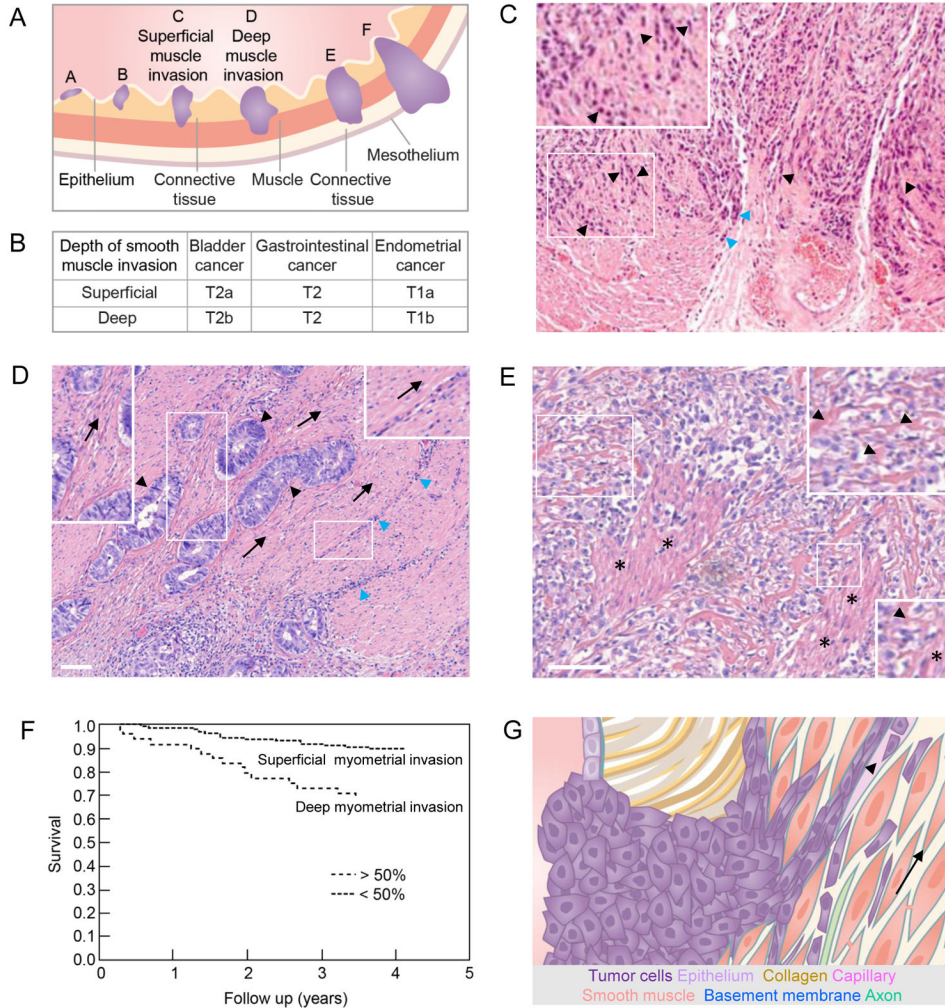 A
A
B
C
Superficial
muscle
invasion
D
Deep
muscle
invasion
E
F
Epithelium
Connective
tissue
Muscle
Connective
tissue
Mesothelium
B
Depth of smooth muscle invasion Bladder cancer Gastrointestinal cancer Endometrial cancer
Superficial T2a T2 T1a
Deep T2b T2 T1b
C
D
E
* * * * *
F
Survival
1.0
0.9
0.8
0.7
0.6
0.5
0.4
0.3
0.2
0.1
0.0
Superficial myometrial invasion
Deep myometrial invasion
> 50%
< 50%
0 1 2 3 4 5
Follow up (years)
G
Tumor cells Epithelium Collagen Capillary
Smooth muscle Basement membrane Axon